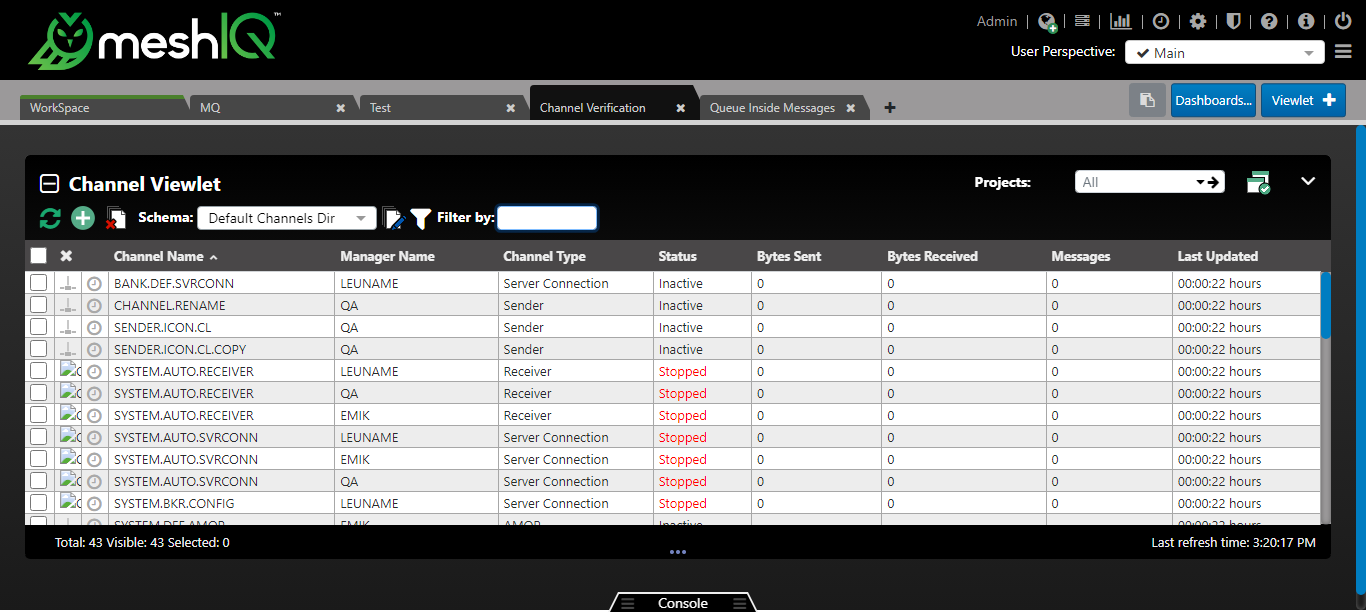 meshIQ™
Admin
User Perspective: Main
WorkSpace MQ Test Channel Verification Queue Inside Messages
Dashboards... Viewlet
Channel Viewlet
Projects: All
Schema: Default Channels Dir Filter by:
Channel Name Manager Name Channel Type Status Bytes Sent Bytes Received Messages Last Updated
BANK.DEF.SVRCONN LEUNAME Server Connection Inactive 0 0 0 00:00:22 hours
CHANNEL.RENAME QA Sender Inactive 0 0 0 00:00:22 hours
SENDER.ICON.CL QA Sender Inactive 0 0 0 00:00:22 hours
SENDER.ICON.CL.COPY QA Sender Inactive 0 0 0 00:00:22 hours
SYSTEM.AUTO.RECEIVER LEUNAME Receiver Stopped 0 0 0 00:00:22 hours
SYSTEM.AUTO.RECEIVER QA Receiver Stopped 0 0 0 00:00:22 hours
SYSTEM.AUTO.RECEIVER EMIK Receiver Stopped 0 0 0 00:00:22 hours
SYSTEM.AUTO.SVRCONN LEUNAME Server Connection Stopped 0 0 0 00:00:22 hours
SYSTEM.AUTO.SVRCONN EMIK Server Connection Stopped 0 0 0 00:00:22 hours
SYSTEM.AUTO.SVRCONN QA Server Connection Stopped 0 0 0 00:00:22 hours
SYSTEM.BKR.CONFIG LEUNAME Server Connection Stopped 0 0 0 00:00:22 hours
Total: 43 Visible: 43 Selected: 0
Last refresh time: 3:20:17 PM
Console